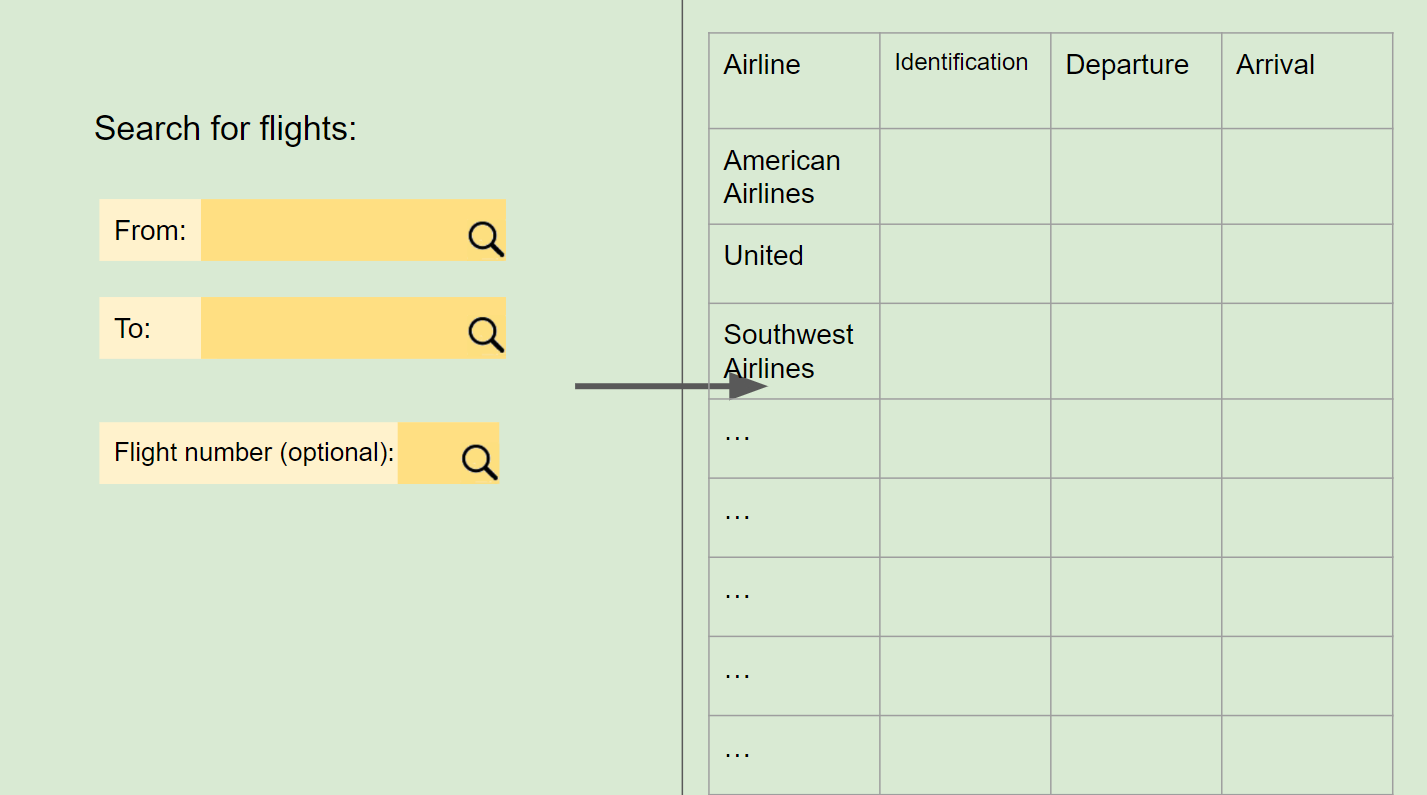 Search for flights:
From:
To:
Flight number (optional):
Airline Identification Departure Arrival
American
Airlines
United
Southwest
Airlines
…
…
…
…
…